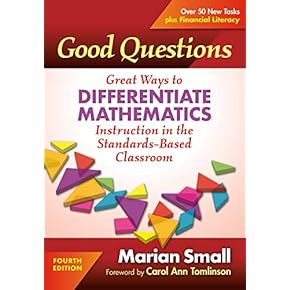 Over 50 New Tasks
plus Financial Literacy
Good Questions
Great Ways to
DIFFERENTIATE
MATHEMATICS
Instruction in the
Standards-Based
Classroom
FOURTH
EDITION
Marian Small
Foreword by Carol Ann Tomlinson